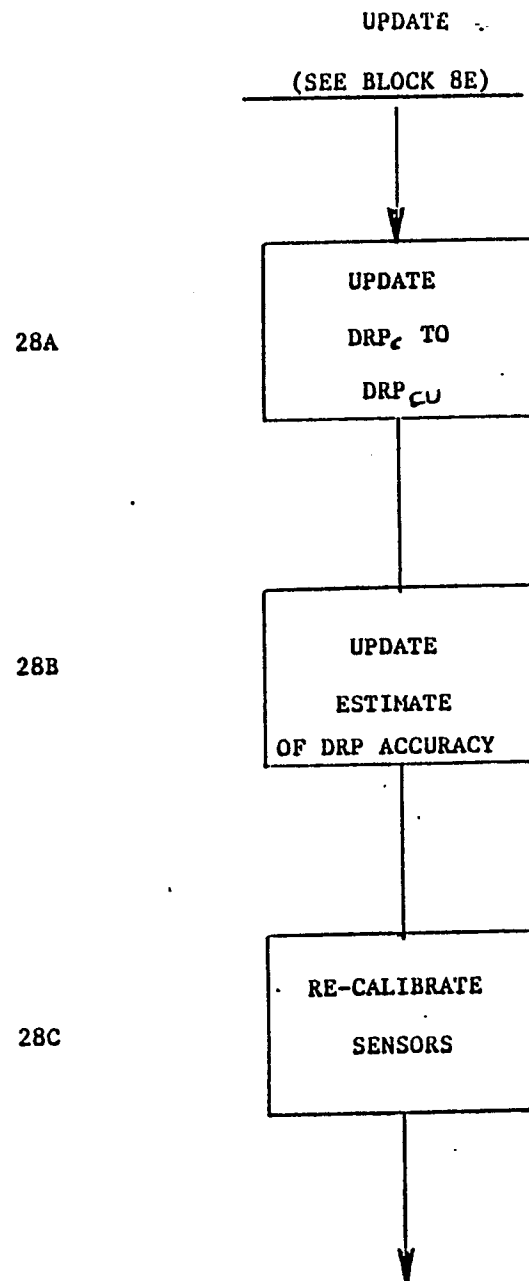 UPDATE
(SEE BLOCK 8E)
28A
UPDATE
DRPc TO
DRPCU
28B
UPDATE
ESTIMATE
OF DRP ACCURACY
28C
RE-CALIBRATE
SENSORS